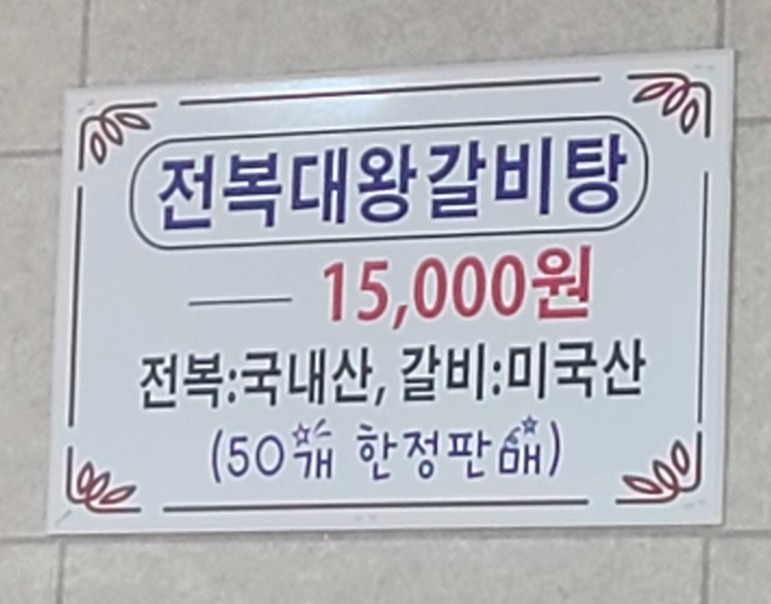 전복대왕갈비탕
15,000원
전복:국내산, 갈비:미국산
(50개 한정판매)